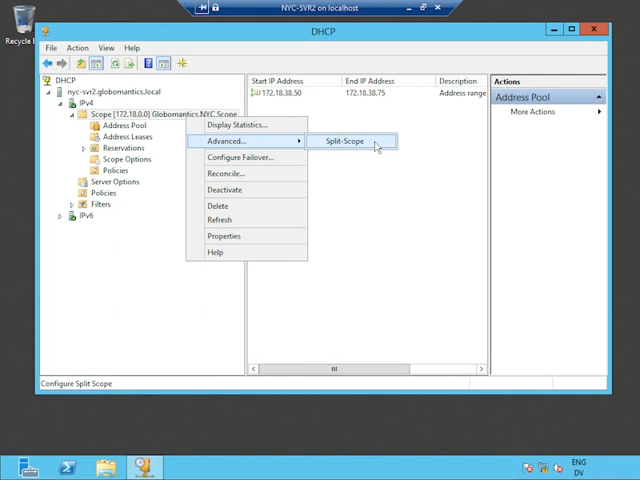 NYC-SVR2 on localhost
Recycle
DHCP
File Action View Help
DHCP
nyc-svr2.globomantics.local
IPv4
Scope [172.18.0.0] Globomantics NYC Scope
Address Pool
Address Leases
Reservations
Scope Options
Policies
Server Options
Policies
Filters
IPv6
Display Statistics...
Advanced...
Split-Scope
Configure Failover...
Reconcile...
Deactivate
Delete
Refresh
Properties
Help
Start IP Address End IP Address Description
172.18.38.50 172.18.38.75 Address range
Actions
Address Pool
More Actions
Configure Split Scope
ENG
DV